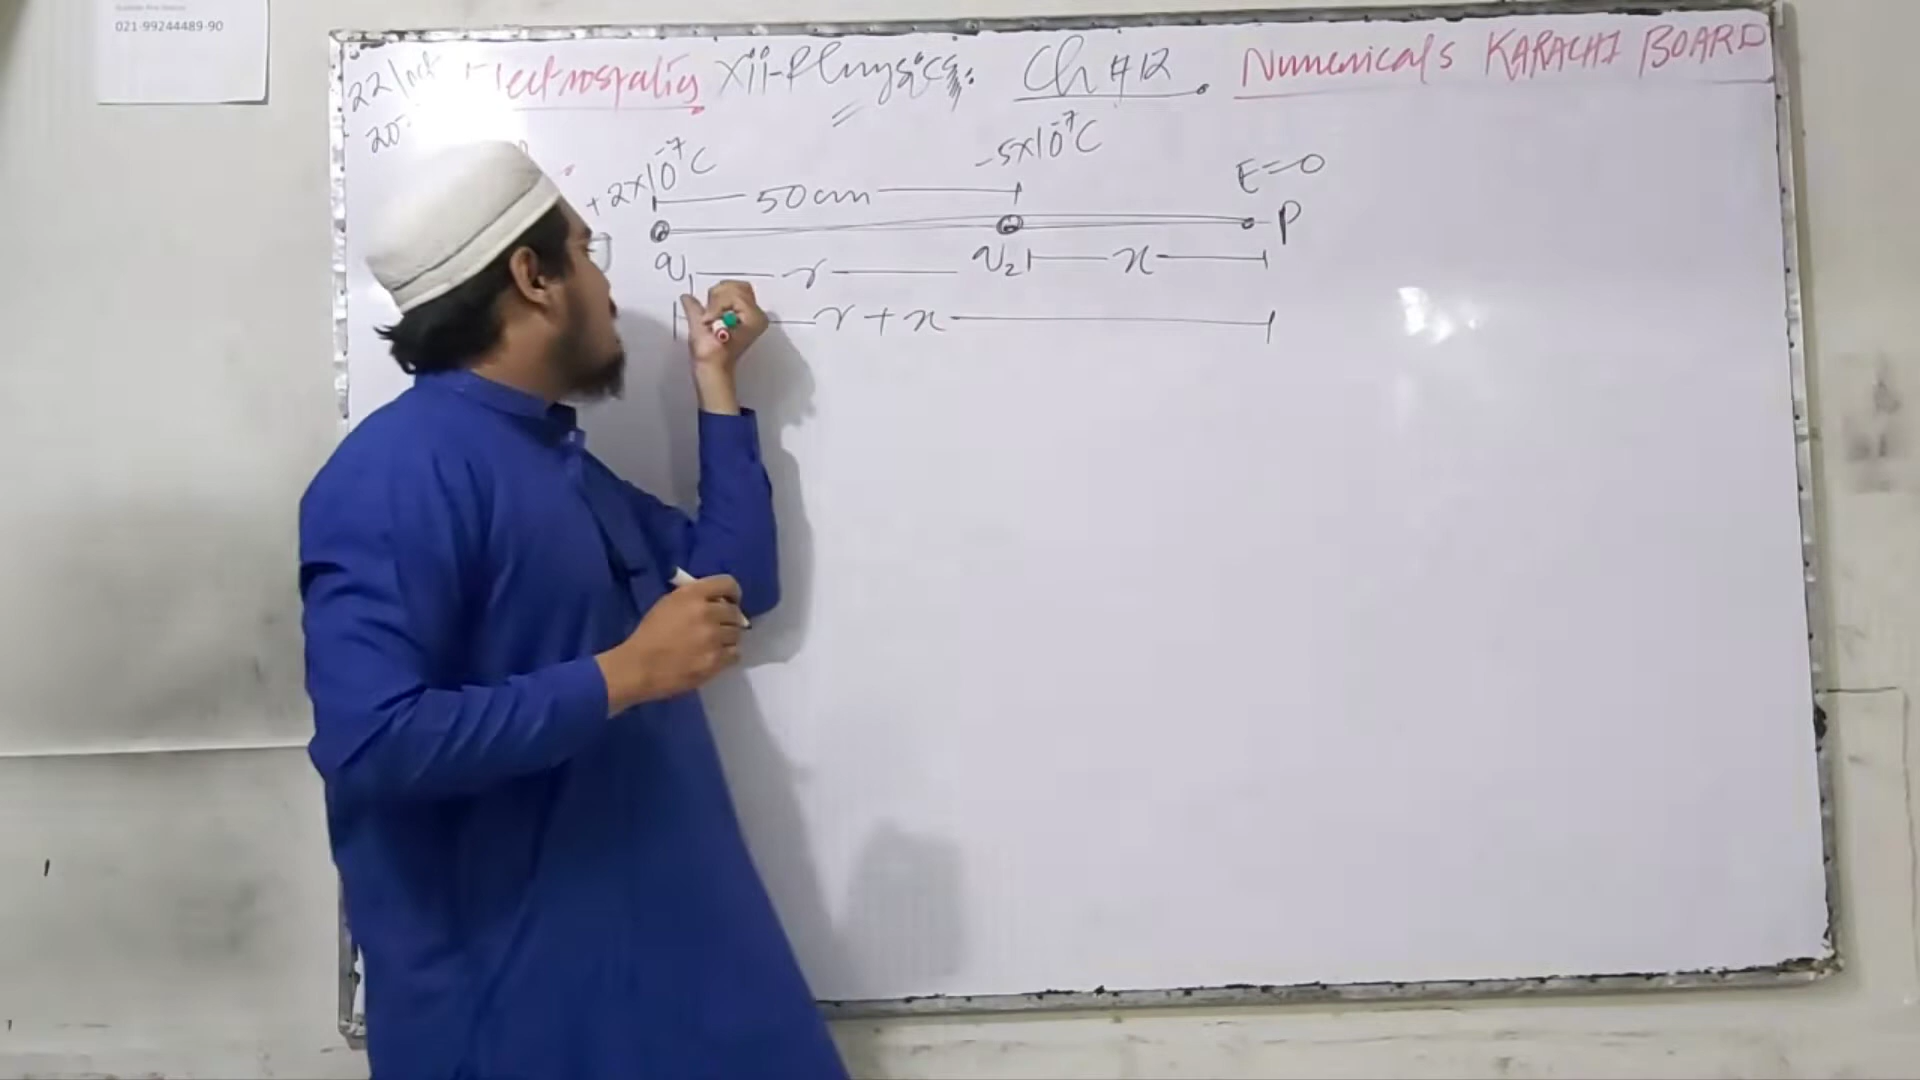 021-99244489-90
Electrostatics Xii-Physics: Ch #12. Numericals KARACHI BOARD
+2×10⁻⁷C 50cm -5×10⁻⁷C E=0
P
q₁ r q₂ x
r + x